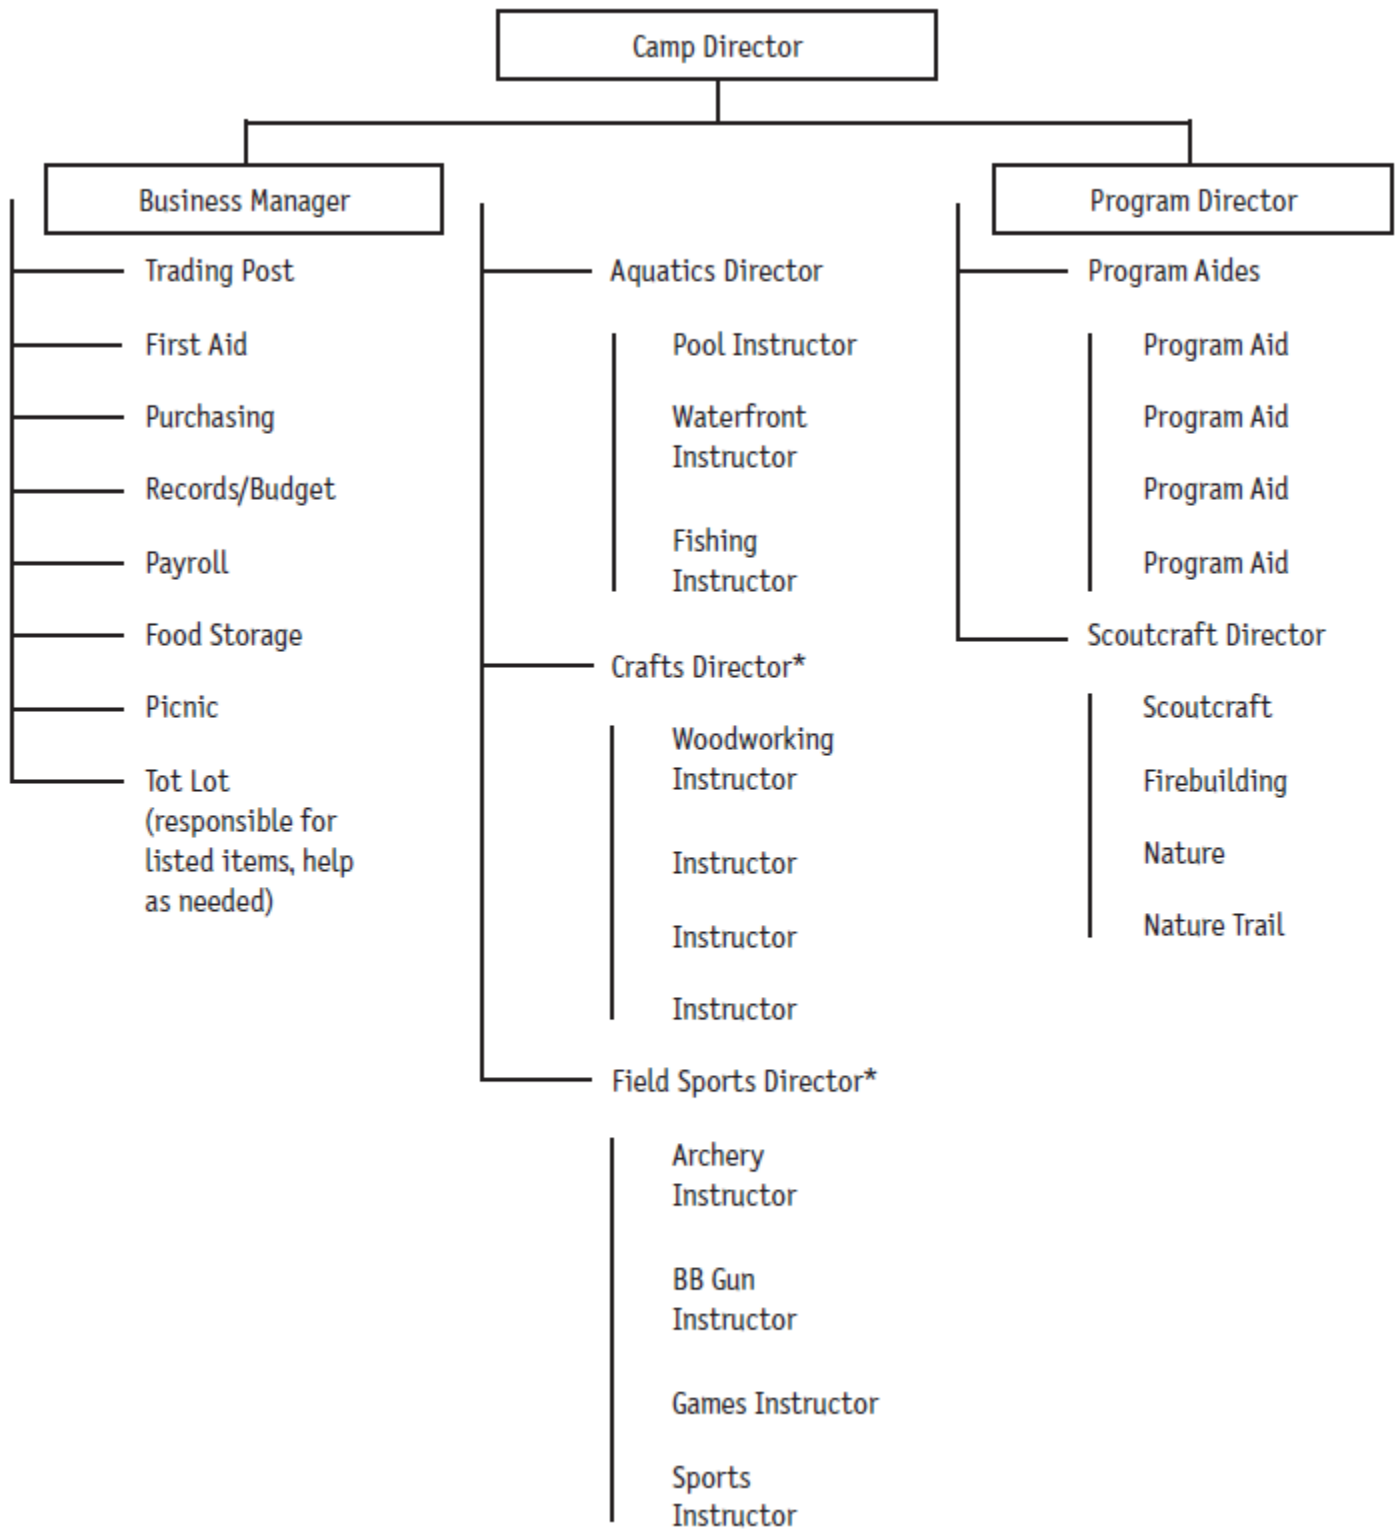 Camp Director
Business Manager
Trading Post
First Aid
Purchasing
Records/Budget
Payroll
Food Storage
Picnic
Tot Lot
(responsible for
listed items, help
as needed)
Aquatics Director
Pool Instructor
Waterfront
Instructor
Fishing
Instructor
Crafts Director*
Woodworking
Instructor
Instructor
Instructor
Instructor
Field Sports Director*
Archery
Instructor
BB Gun
Instructor
Games Instructor
Sports
Instructor
Program Director
Program Aides
Program Aid
Program Aid
Program Aid
Program Aid
Scoutcraft Director
Scoutcraft
Firebuilding
Nature
Nature Trail